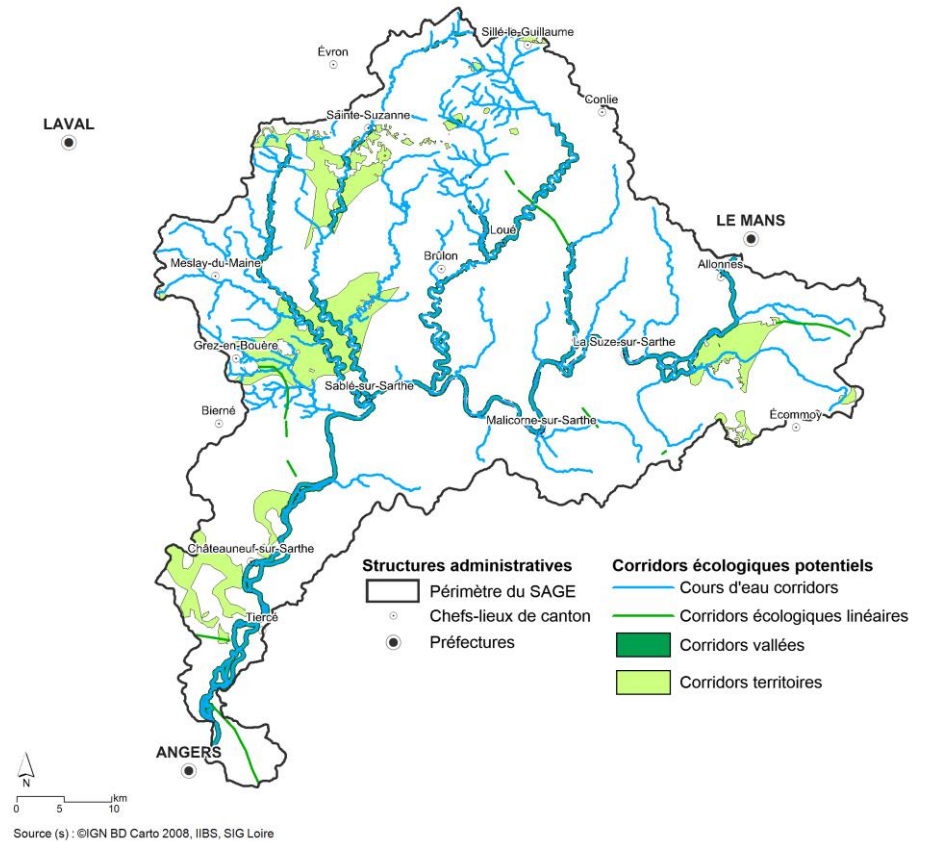 Sillé-le-Guillaume
Évron
Conlie
LAVAL
Sainte-Suzanne
LE MANS
Loué
Brûlon
Meslay-du-Maine
Allonnes
Grez-en-Bouère
La Suze-sur-Sarthe
Sablé-sur-Sarthe
Bierné
Malicorne-sur-Sarthe
Écommoy
Châteauneuf-sur-Sarthe
Tiercé
ANGERS
Structures administratives
Périmètre du SAGE
Chefs-lieux de canton
Préfectures
Corridors écologiques potentiels
Cours d'eau corridors
Corridors écologiques linéaires
Corridors vallées
Corridors territoires
N
km
0 5 10
Source (s) : ©IGN BD Carto 2008, IIBS, SIG Loire